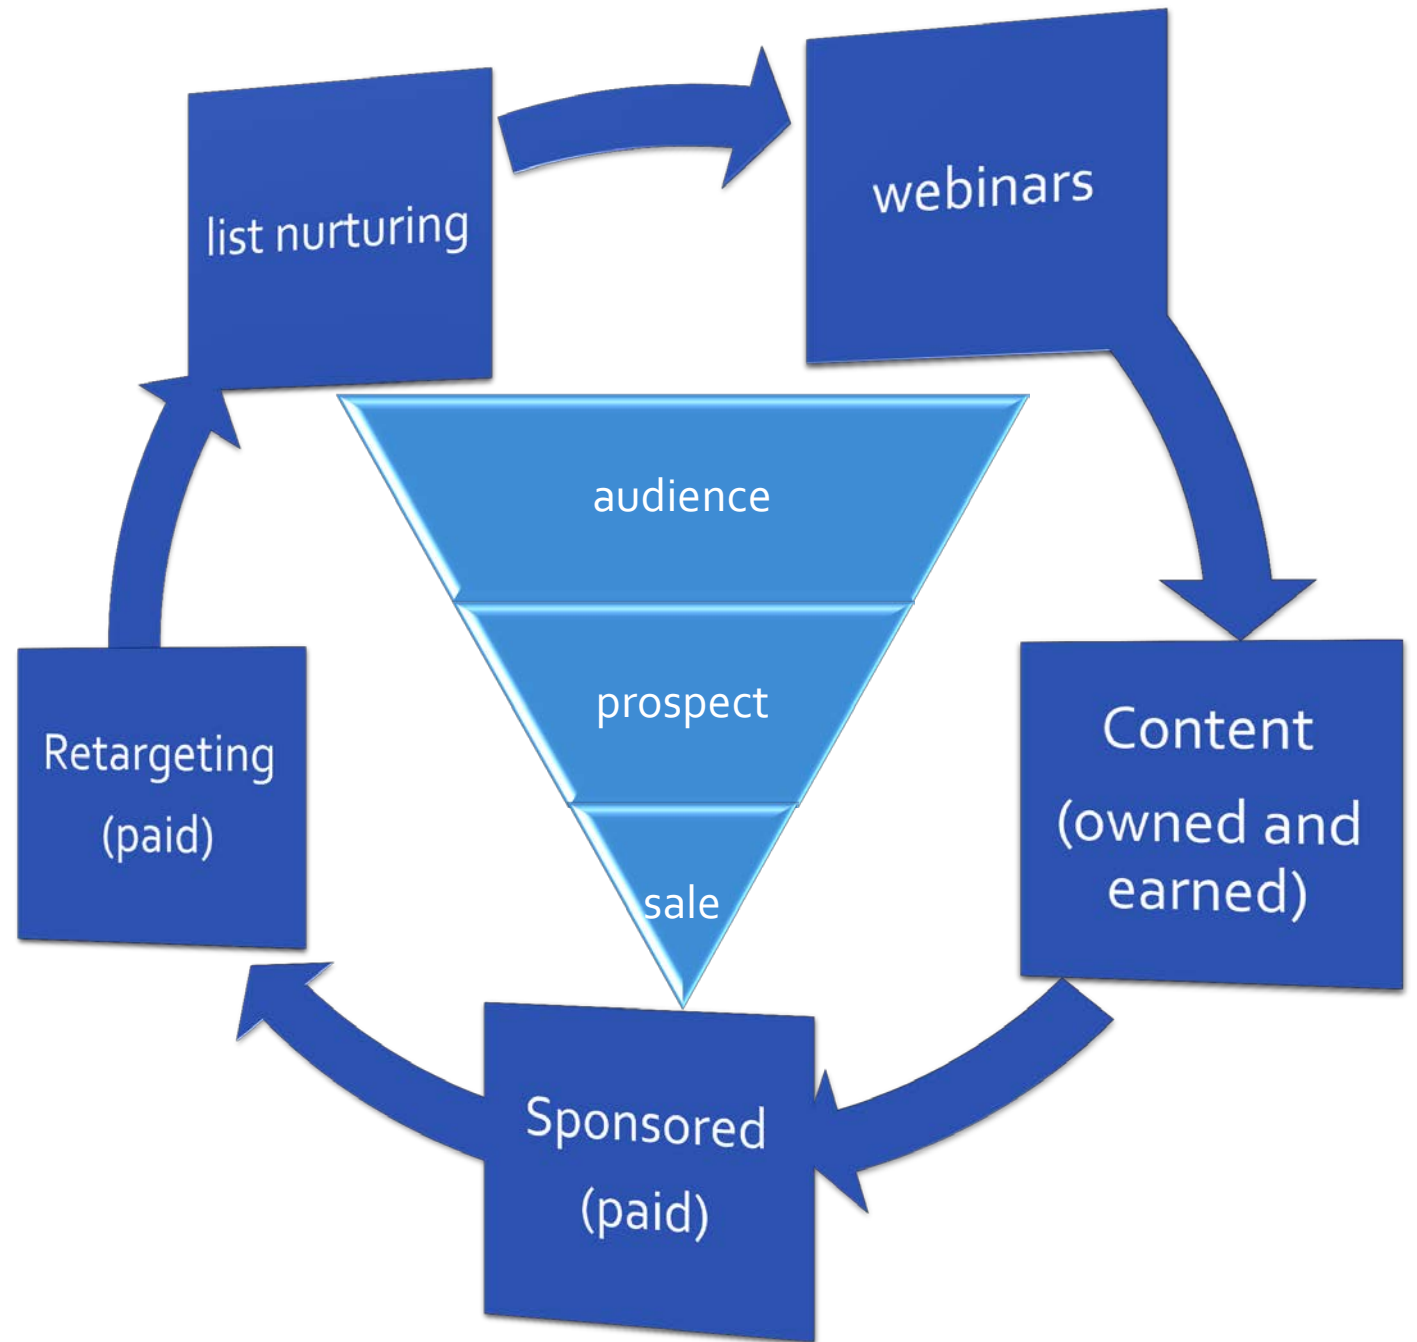 list nurturing
webinars
audience
prospect
sale
Content
(owned and
earned)
Sponsored
(paid)
Retargeting
(paid)